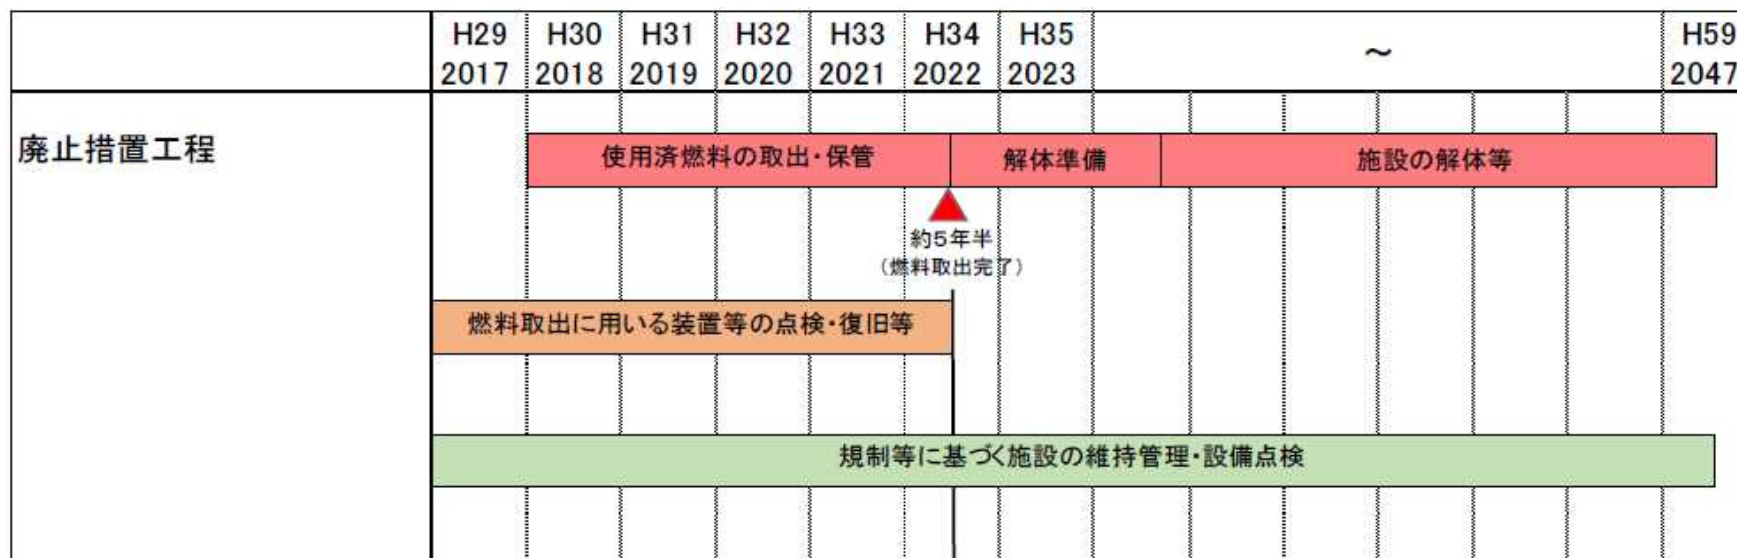 H29 H30 H31 H32 H33 H34 H35 ～ H59
2017 2018 2019 2020 2021 2022 2023 2047
廃止措置工程
使用済燃料の取出・保管 解体準備 施設の解体等
約5年半
（燃料取出完了）
燃料取出に用いる装置等の点検・復旧等
規制等に基づく施設の維持管理・設備点検